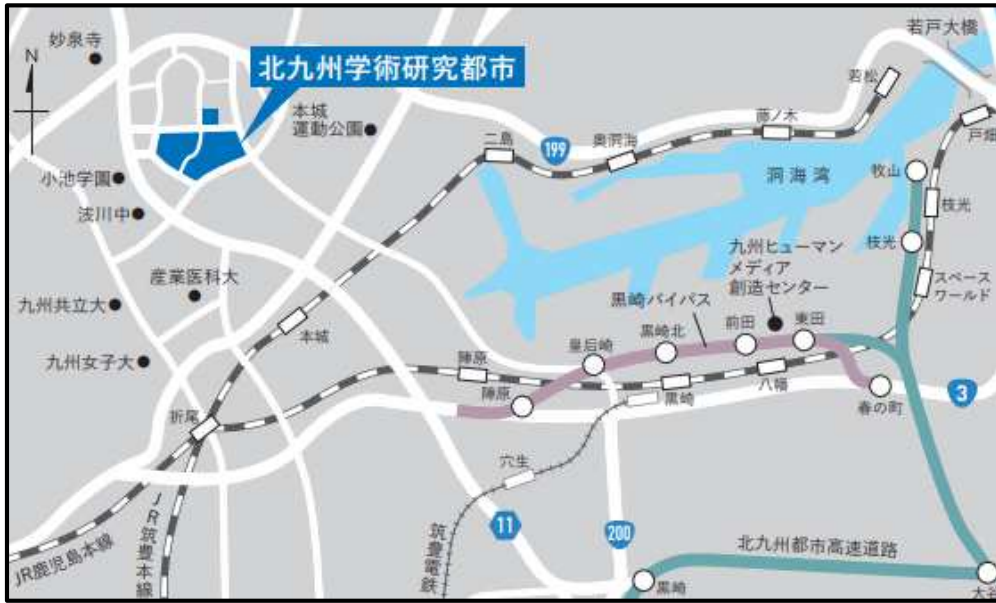 妙泉寺
N
北九州学術研究都市
若戸大橋
若松
本城
運動公園
藤ノ木
二島
199
奥洞海
戸畑
小池学園
洞海湾
牧山
浅川中
枝光
枝光
産業医科大
九州ヒューマン
メディア
創造センター
スペース
ワールド
九州共立大
黒崎バイパス
本城
皇后崎
黒崎北
前田
東田
九州女子大
陣原
陣原
黒崎
八幡
春の町
3
折尾
穴生
11
200
JR鹿児島本線
JR筑豊本線
筑豊電鉄
北九州都市高速道路
黒崎
大谷